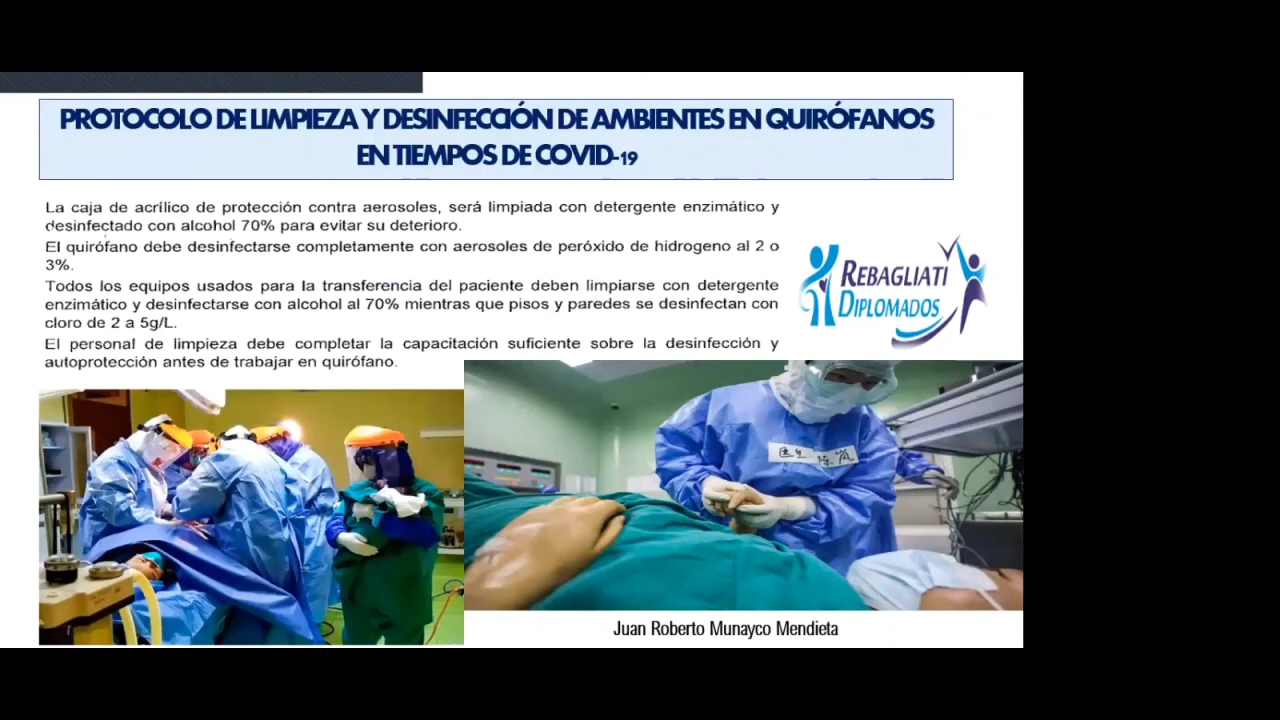 PROTOCOLO DE LIMPIEZA Y DESINFECCIÓN DE AMBIENTES EN QUIRÓFANOS
EN TIEMPOS DE COVID-19
La caja de acrílico de protección contra aerosoles, será limpiada con detergente enzimático y
desinfectado con alcohol 70% para evitar su deterioro.
El quirófano debe desinfectarse completamente con aerosoles de peróxido de hidrogeno al 2 o
3%.
Todos los equipos usados para la transferencia del paciente deben limpiarse con detergente
enzimático y desinfectarse con alcohol al 70% mientras que pisos y paredes se desinfectan con
cloro de 2 a 5g/L.
El personal de limpieza debe completar la capacitación suficiente sobre la desinfección y
autoprotección antes de trabajar en quirófano.
REBAGLIATI
DIPLOMADOS
医生 陈岚
Juan Roberto Munayco Mendieta